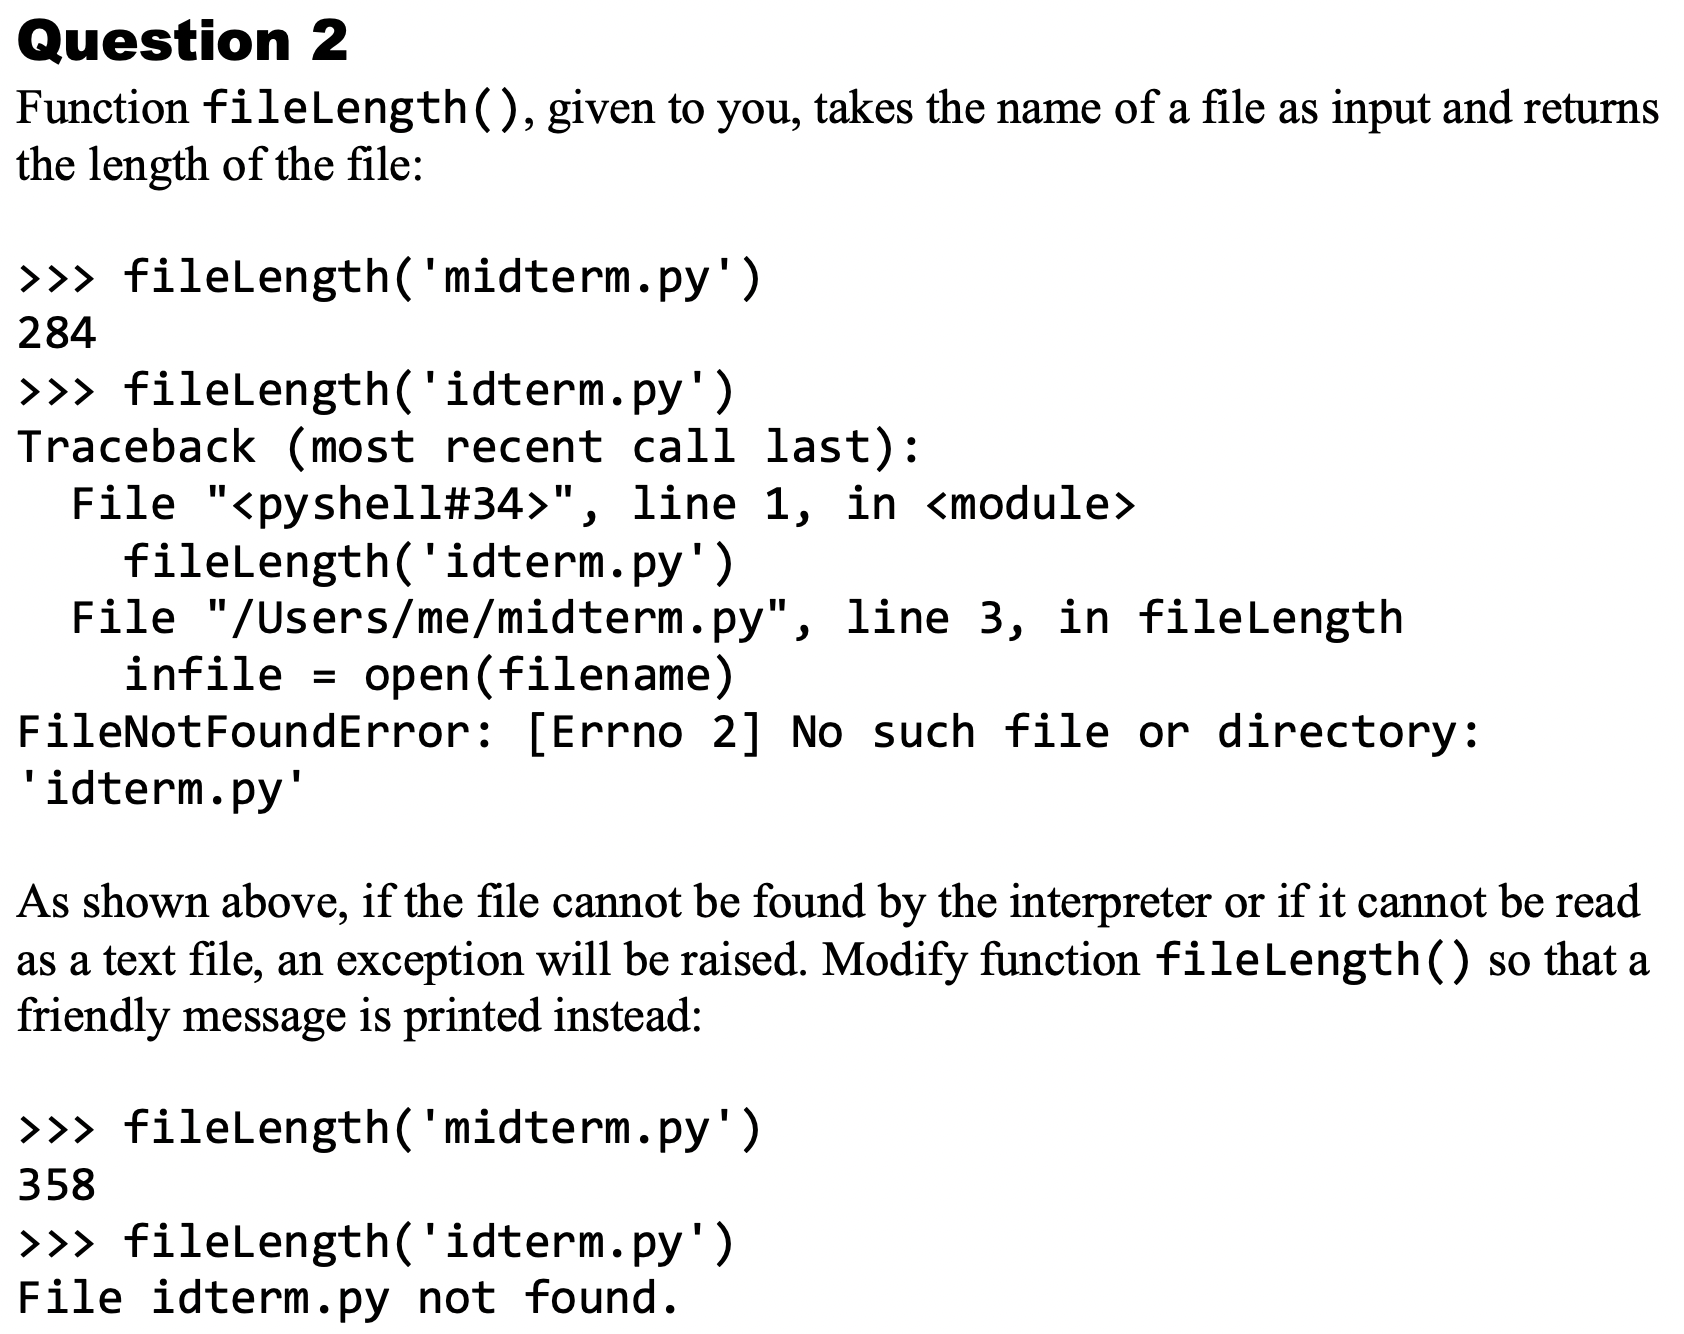 Question 2
Function fileLength(), given to you, takes the name of a file as input and returns
the length of the file:
>>> fileLength('midterm.py')
284
>>> fileLength('idterm.py')
Traceback (most recent call last):
  File "<pyshell#34>", line 1, in <module>
    fileLength('idterm.py')
  File "/Users/me/midterm.py", line 3, in fileLength
    infile = open(filename)
FileNotFoundError: [Errno 2] No such file or directory:
'idterm.py'
As shown above, if the file cannot be found by the interpreter or if it cannot be read
as a text file, an exception will be raised. Modify function fileLength() so that a
friendly message is printed instead:
>>> fileLength('midterm.py')
358
>>> fileLength('idterm.py')
File idterm.py not found.